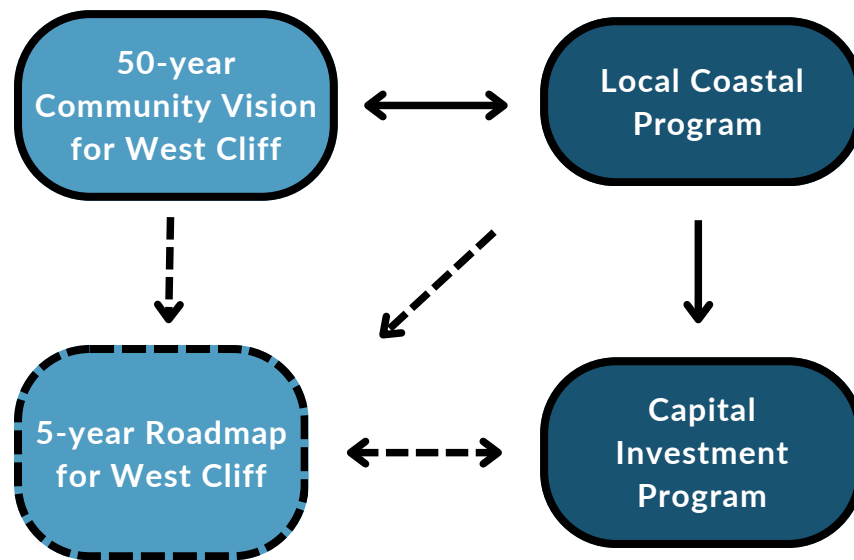 50-year
Community Vision
for West Cliff
Local Coastal
Program
5-year Roadmap
for West Cliff
Capital
Investment
Program